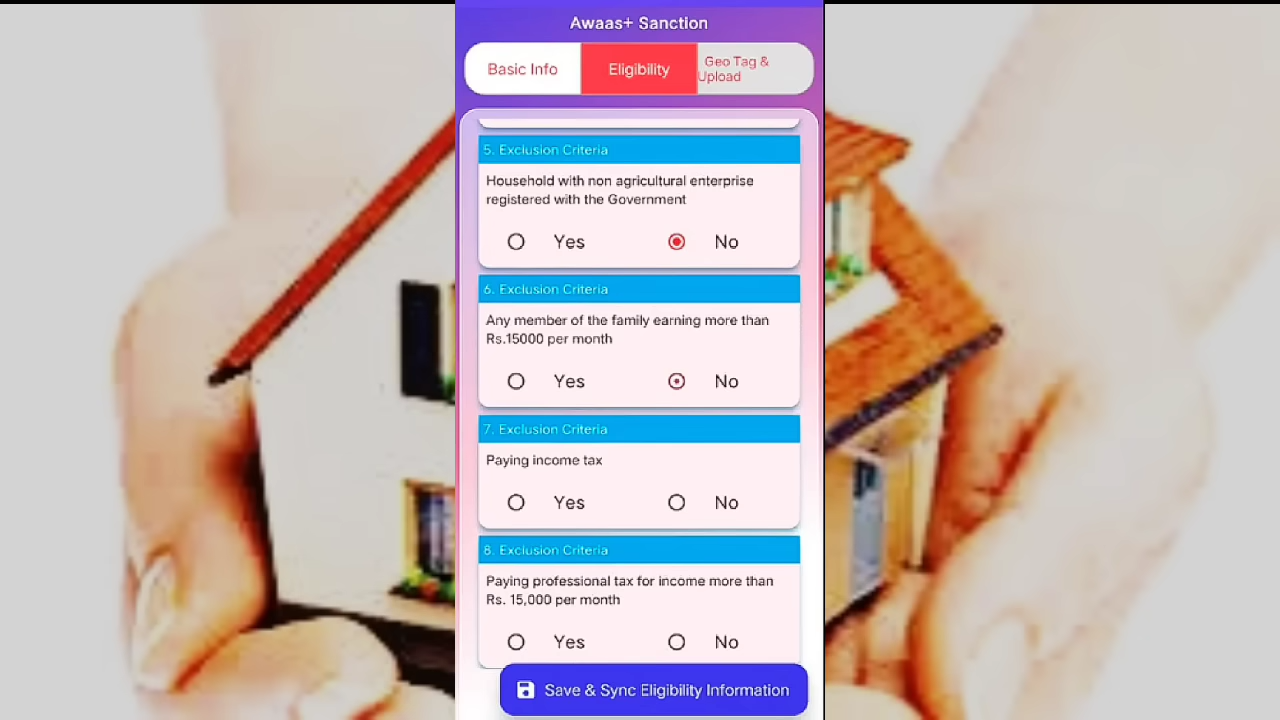 Awaas+ Sanction
Basic Info
Eligibility
Geo Tag &
Upload
5. Exclusion Criteria
Household with non agricultural enterprise
registered with the Government
Yes
No
6. Exclusion Criteria
Any member of the family earning more than
Rs.15000 per month
Yes
No
7. Exclusion Criteria
Paying income tax
Yes
No
8. Exclusion Criteria
Paying professional tax for income more than
Rs. 15,000 per month
Yes
No
Save & Sync Eligibility Information